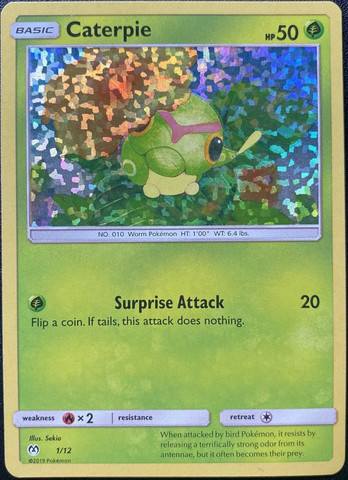 BASIC Caterpie HP 50
NO. 010 Worm Pokémon HT: 1'00" WT: 6.4 lbs.
Surprise Attack 20
Flip a coin. If tails, this attack does nothing.
weakness ×2 resistance retreat
Illus. Sekio
1/12
©2019 Pokémon
When attacked by bird Pokémon, it resists by
releasing a terrifically strong odor from its
antennae, but it often becomes their prey.